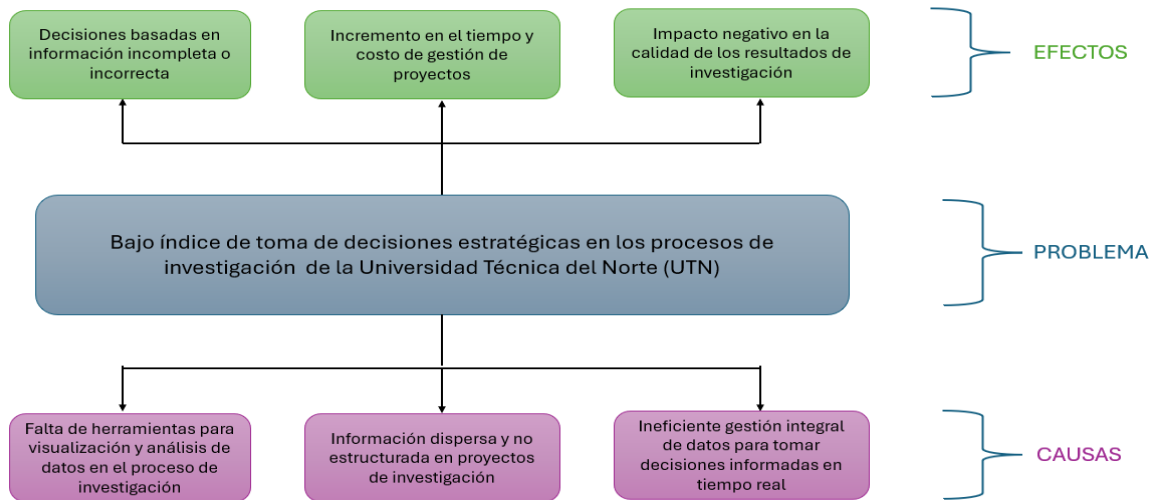 Decisiones basadas en
información incompleta o
incorrecta
Incremento en el tiempo y
costo de gestión de
proyectos
Impacto negativo en la
calidad de los resultados de
investigación
EFECTOS
Bajo índice de toma de decisiones estratégicas en los procesos de
investigación de la Universidad Técnica del Norte (UTN)
PROBLEMA
Falta de herramientas para
visualización y análisis de
datos en el proceso de
investigación
Información dispersa y no
estructurada en proyectos
de investigación
Ineficiente gestión integral
de datos para tomar
decisiones informadas en
tiempo real
CAUSAS